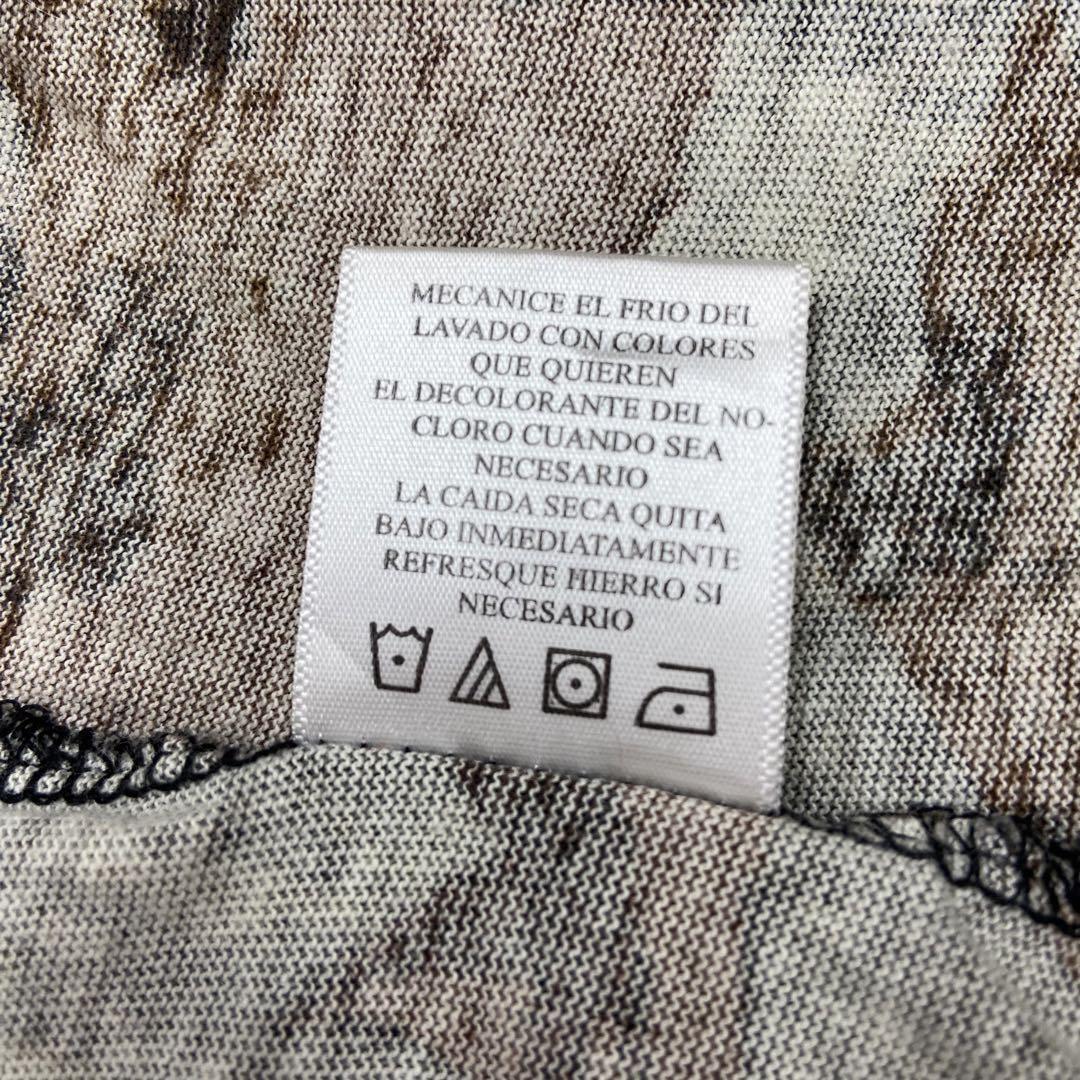 MECANICE EL FRIO DEL
LAVADO CON COLORES
QUE QUIEREN
EL DECOLORANTE DEL NO-
CLORO CUANDO SEA
NECESARIO
LA CAIDA SECA QUITA
BAJO INMEDIATAMENTE
REFRESQUE HIERRO SI
NECESARIO